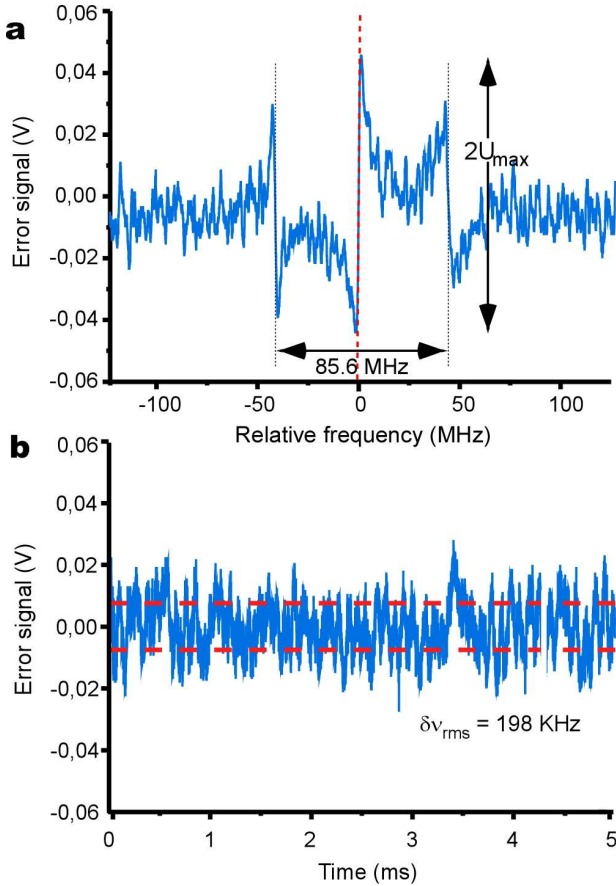 a
0,06
0,04
0,02
0,00
-0,02
-0,04
-0,06
Error signal (V)
2Umax
85.6 MHz
-100 -50 0 50 100
Relative frequency (MHz)
b
0,06
0,04
0,02
0,00
-0,02
-0,04
-0,06
Error signal (V)
δνrms = 198 KHz
0 1 2 3 4 5
Time (ms)